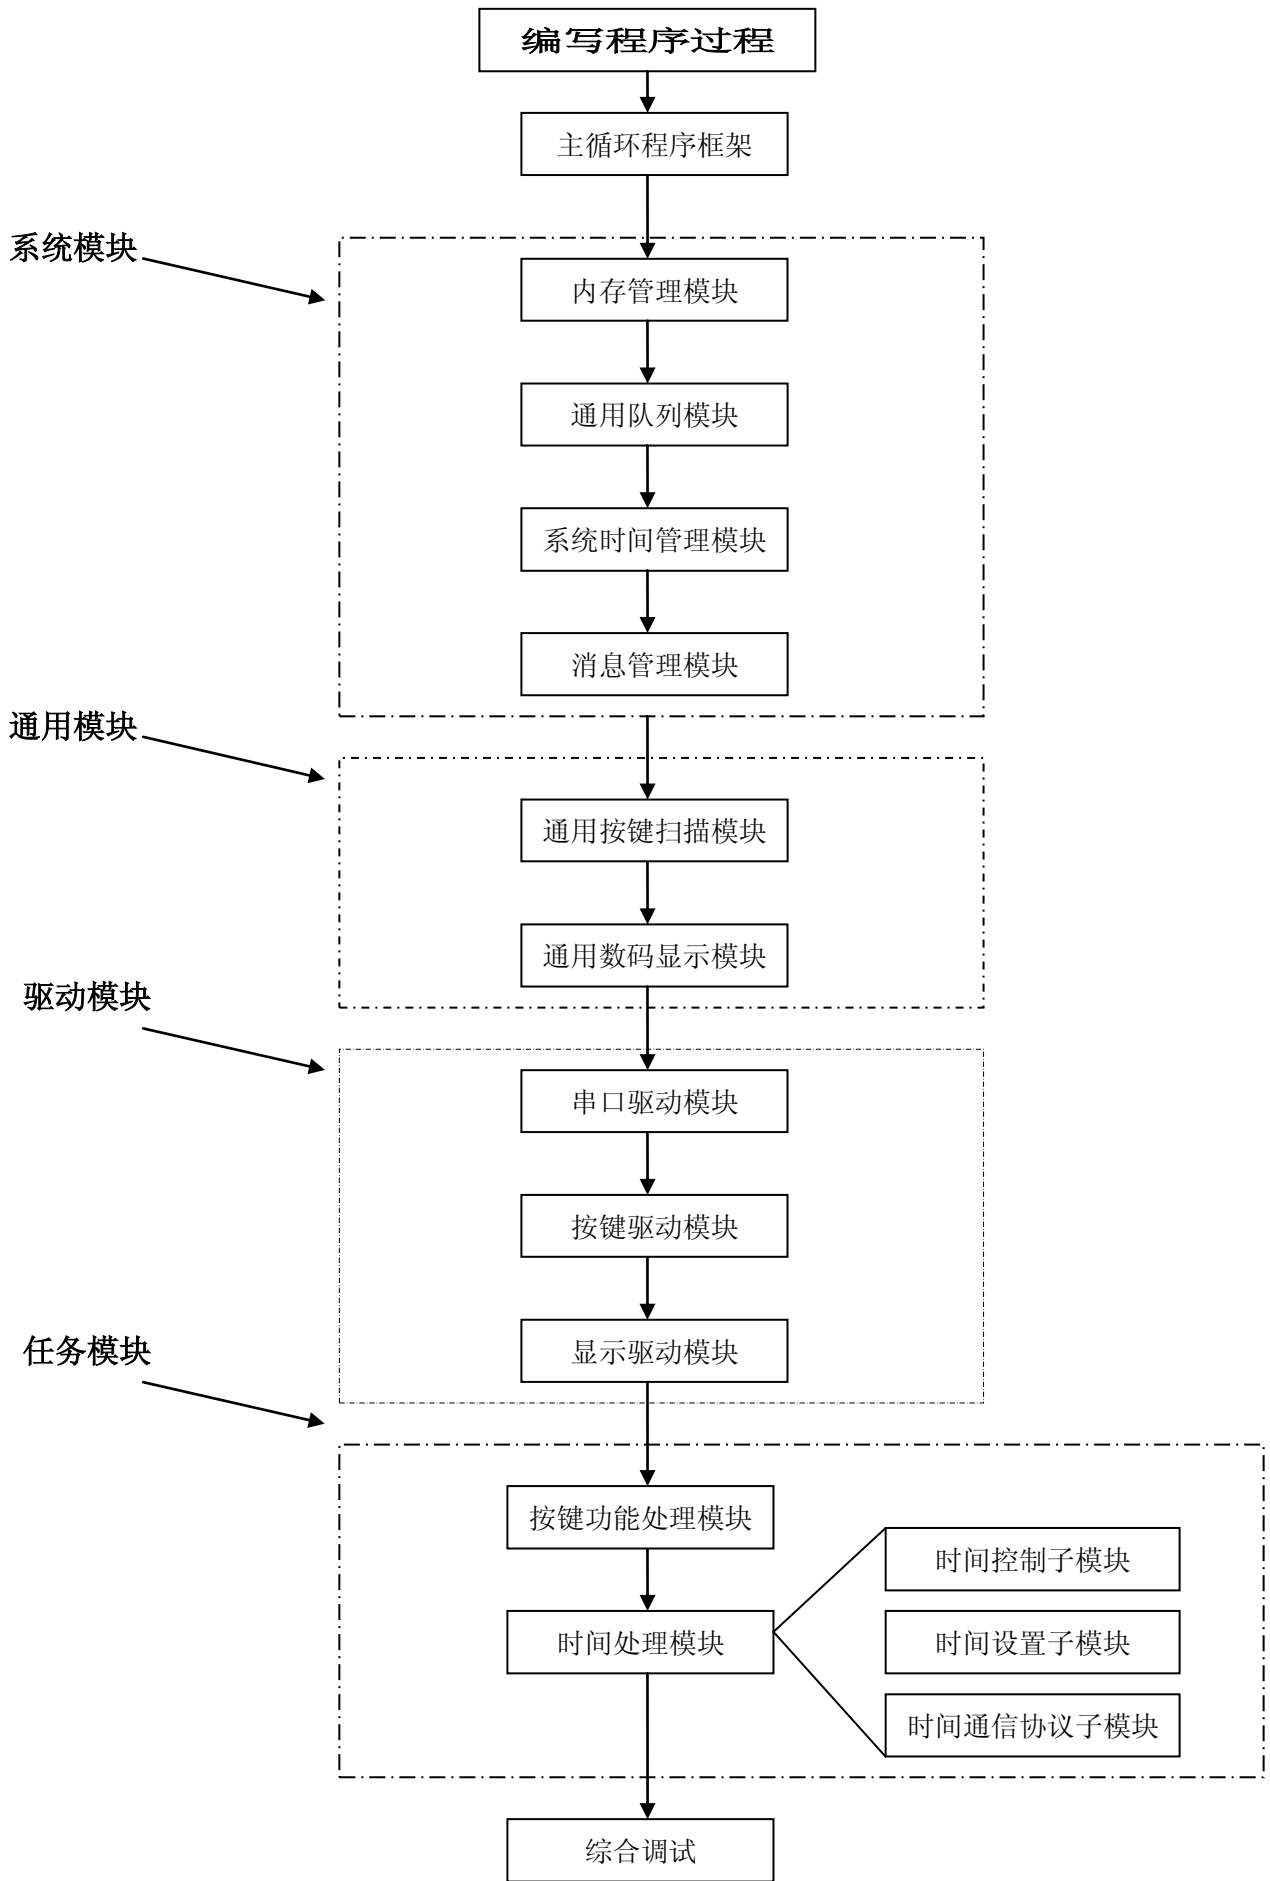 编写程序过程
主循环程序框架
系统模块
内存管理模块
通用队列模块
系统时间管理模块
消息管理模块
通用模块
通用按键扫描模块
通用数码显示模块
驱动模块
串口驱动模块
按键驱动模块
显示驱动模块
任务模块
按键功能处理模块
时间控制子模块
时间处理模块
时间设置子模块
时间通信协议子模块
综合调试